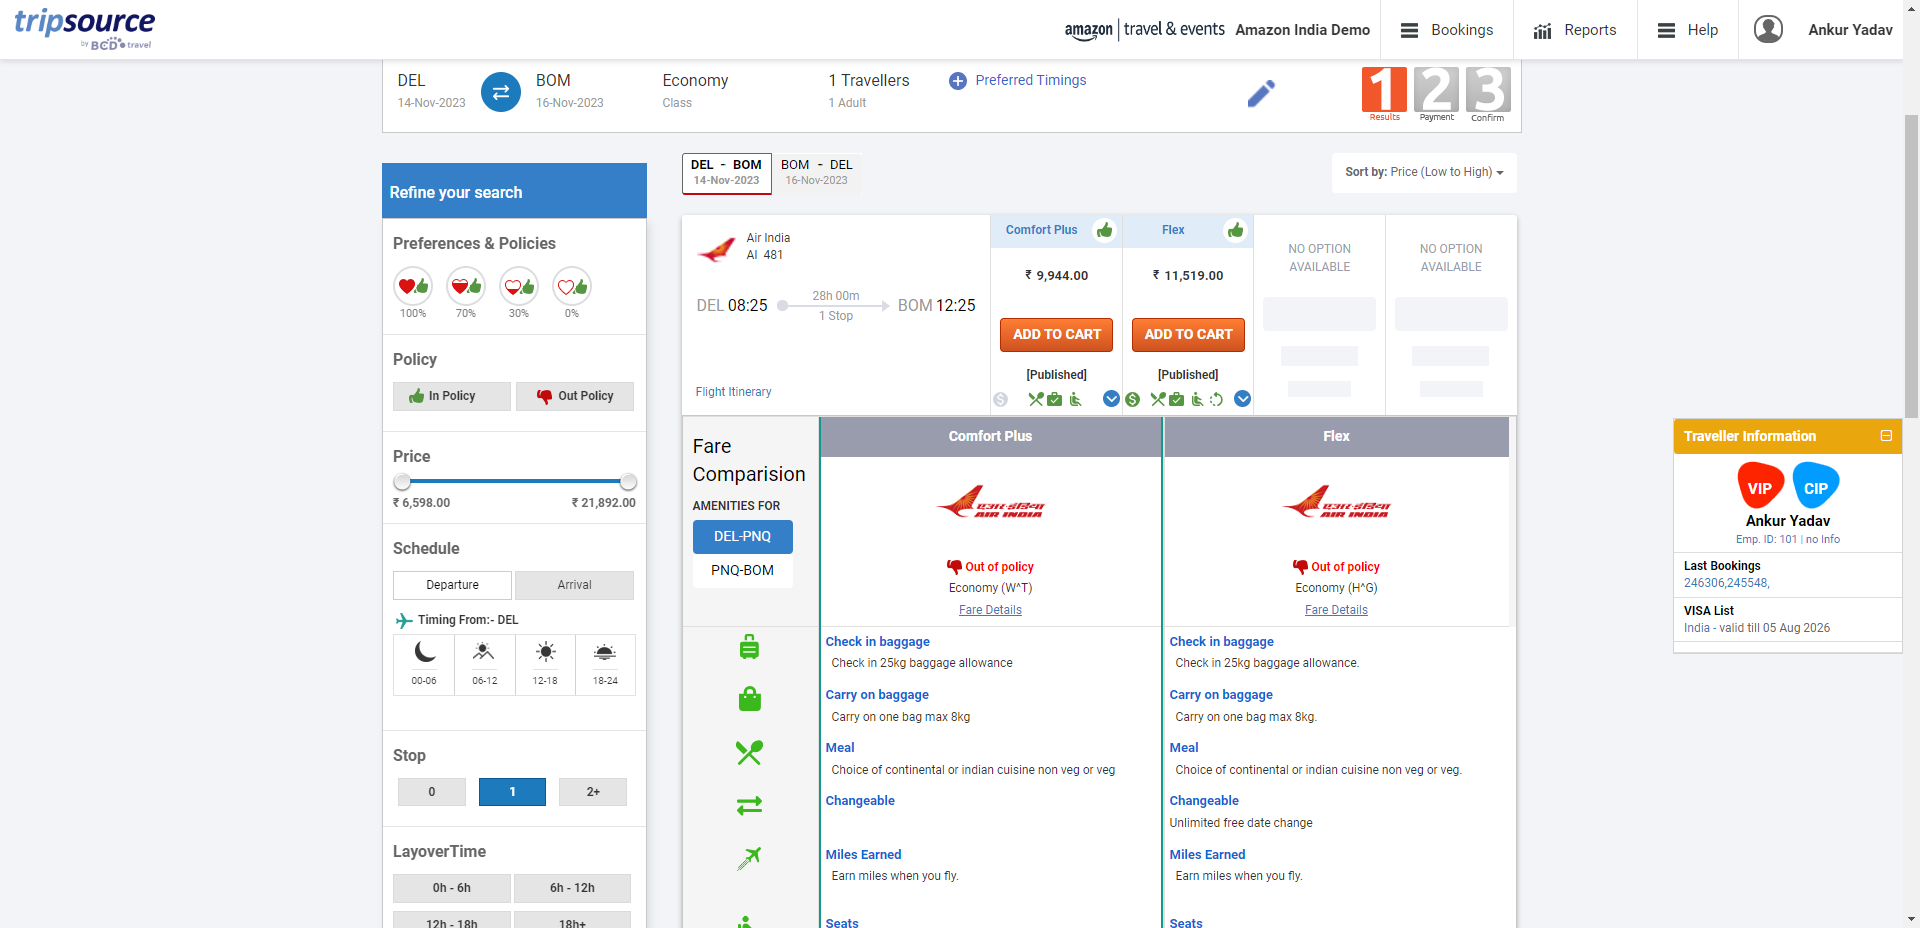 tripsource
by BCD travel
amazon | travel & events
Amazon India Demo
Bookings
Reports
Help
Ankur Yadav
DEL
14-Nov-2023
BOM
16-Nov-2023
Economy
Class
1 Travellers
1 Adult
Preferred Timings
1 2 3
Results Payment Confirm
Refine your search
Preferences & Policies
100% 70% 30% 0%
Policy
In Policy Out Policy
Price
₹ 6,598.00 ₹ 21,892.00
Schedule
Departure Arrival
Timing From:- DEL
00-06 06-12 12-18 18-24
Stop
0 1 2+
LayoverTime
0h - 6h 6h - 12h
12h - 18h 18h+
DEL - BOM
14-Nov-2023
BOM - DEL
16-Nov-2023
Sort by: Price (Low to High)
Air India
AI 481
DEL 08:25
28h 00m
1 Stop
BOM 12:25
Flight Itinerary
Comfort Plus
₹ 9,944.00
ADD TO CART
[Published]
Flex
₹ 11,519.00
ADD TO CART
[Published]
NO OPTION
AVAILABLE
NO OPTION
AVAILABLE
Fare
Comparision
AMENITIES FOR
DEL-PNQ
PNQ-BOM
Comfort Plus
एअर-इंडिया
AIR INDIA
Out of policy
Economy (W^T)
Fare Details
Check in baggage
Check in 25kg baggage allowance
Carry on baggage
Carry on one bag max 8kg
Meal
Choice of continental or indian cuisine non veg or veg
Changeable
Miles Earned
Earn miles when you fly.
Seats
Flex
एअर-इंडिया
AIR INDIA
Out of policy
Economy (H^G)
Fare Details
Check in baggage
Check in 25kg baggage allowance.
Carry on baggage
Carry on one bag max 8kg.
Meal
Choice of continental or indian cuisine non veg or veg.
Changeable
Unlimited free date change
Miles Earned
Earn miles when you fly.
Seats
Traveller Information
VIP CIP
Ankur Yadav
Emp. ID: 101 | no Info
Last Bookings
246306,245548,
VISA List
India - valid till 05 Aug 2026